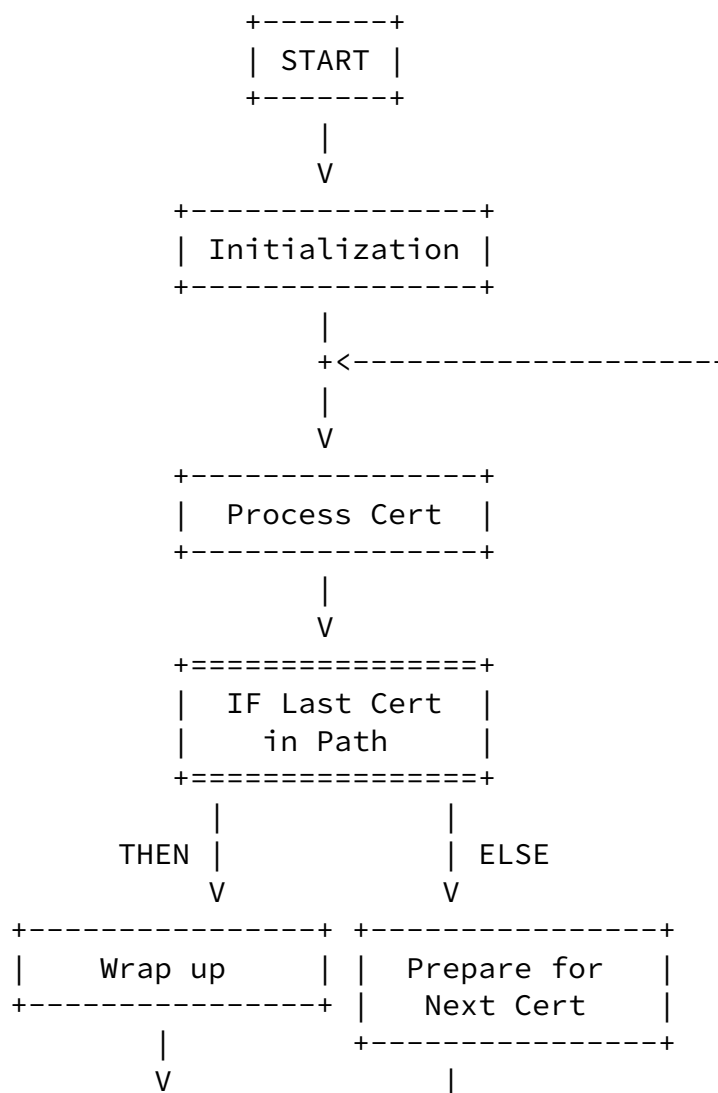 +-------+
| START |
+-------+
|
V
+----------------+
| Initialization |
+----------------+
|
+<---------------------
|
V
+----------------+
|  Process Cert  |
+----------------+
|
V
+================+
|  IF Last Cert  |
|    in Path     |
+================+
|            |
THEN |            | ELSE
V            V
+----------------+ +----------------+
|    Wrap up     | |  Prepare for   |
+----------------+ |   Next Cert    |
|          +----------------+
V               |